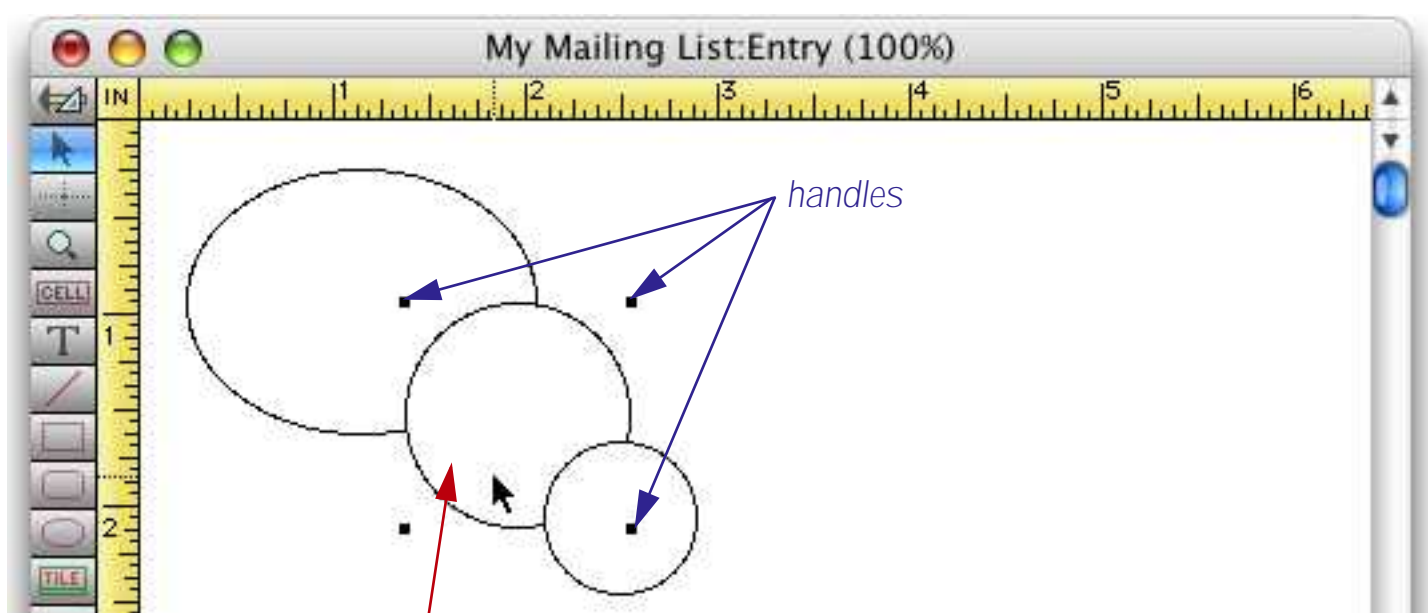 My Mailing List:Entry (100%)
IN
1 2 3 4 5 6
handles
CELL
T
1
2
TILE